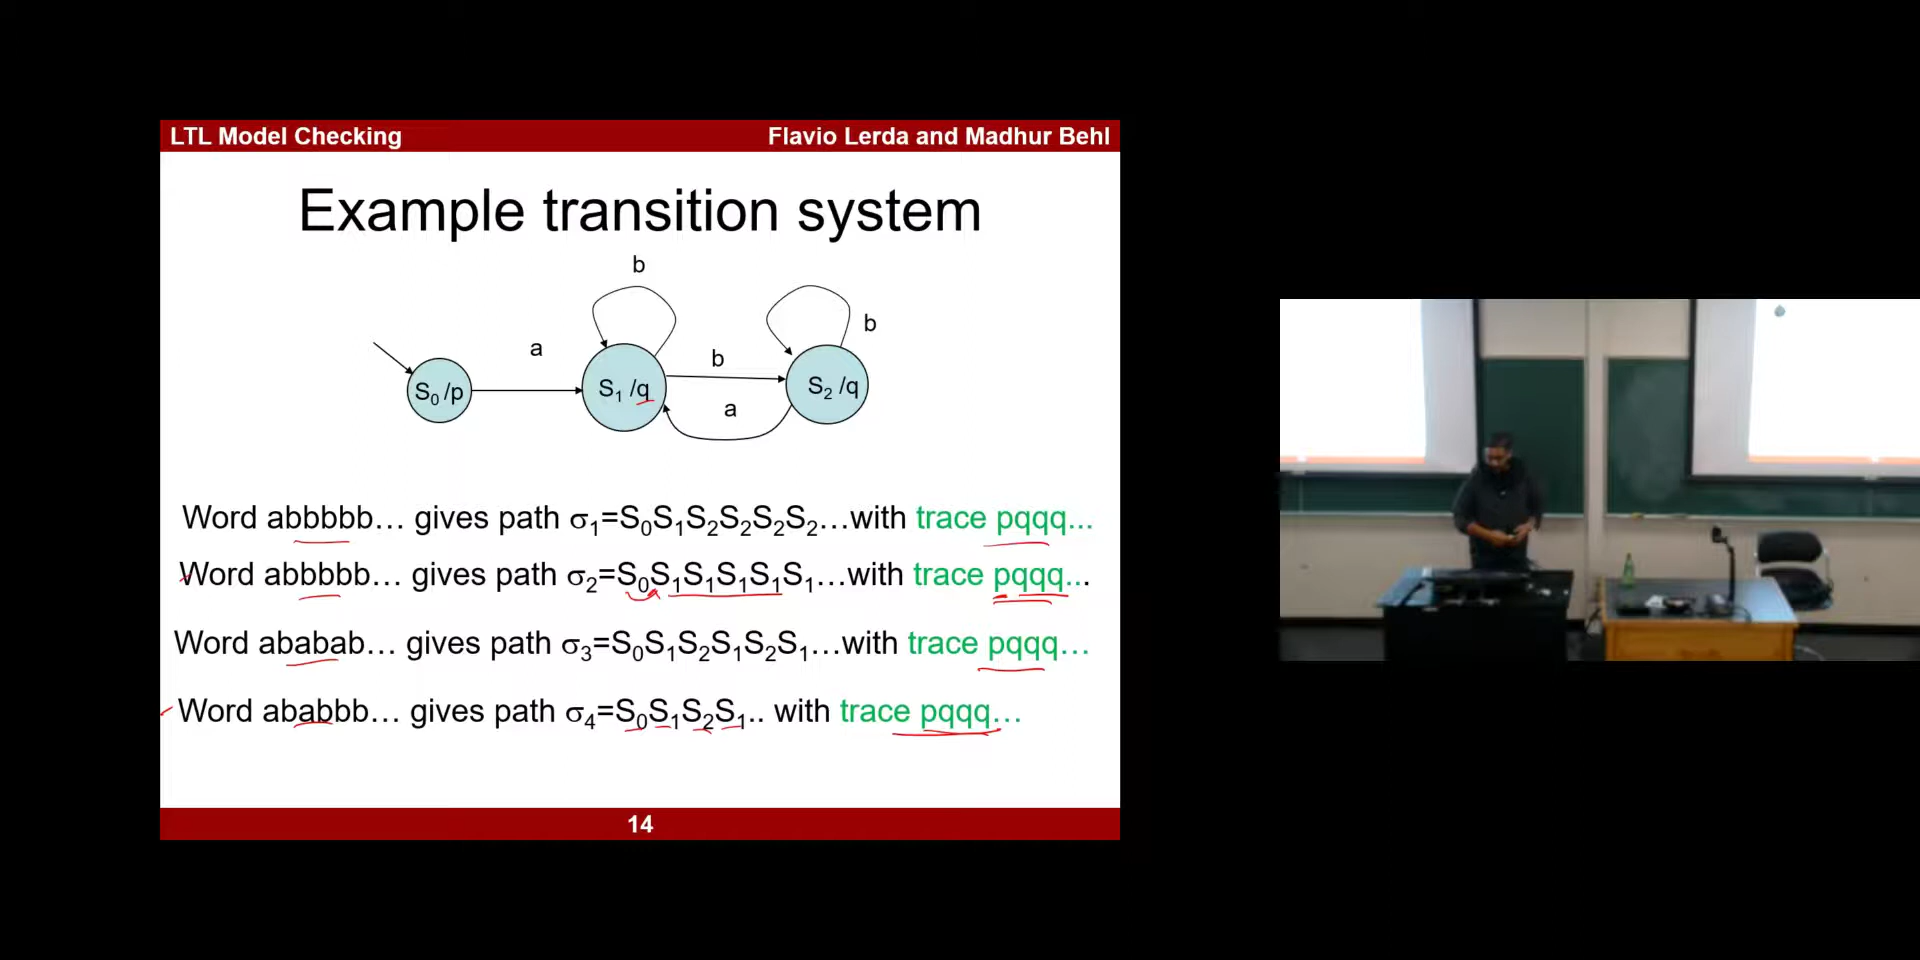 LTL Model Checking Flavio Lerda and Madhur Behl
Example transition system
b
b
a
b
S₀ /p
S₁ /q
S₂ /q
a
Word abbbbb… gives path σ₁=S₀S₁S₂S₂S₂S₂…with trace pqqq...
Word abbbbb… gives path σ₂=S₀S₁S₁S₁S₁S₁…with trace pqqq...
Word ababab… gives path σ₃=S₀S₁S₂S₁S₂S₁…with trace pqqq…
Word ababbb… gives path σ₄=S₀S₁S₂S₁.. with trace pqqq…
14